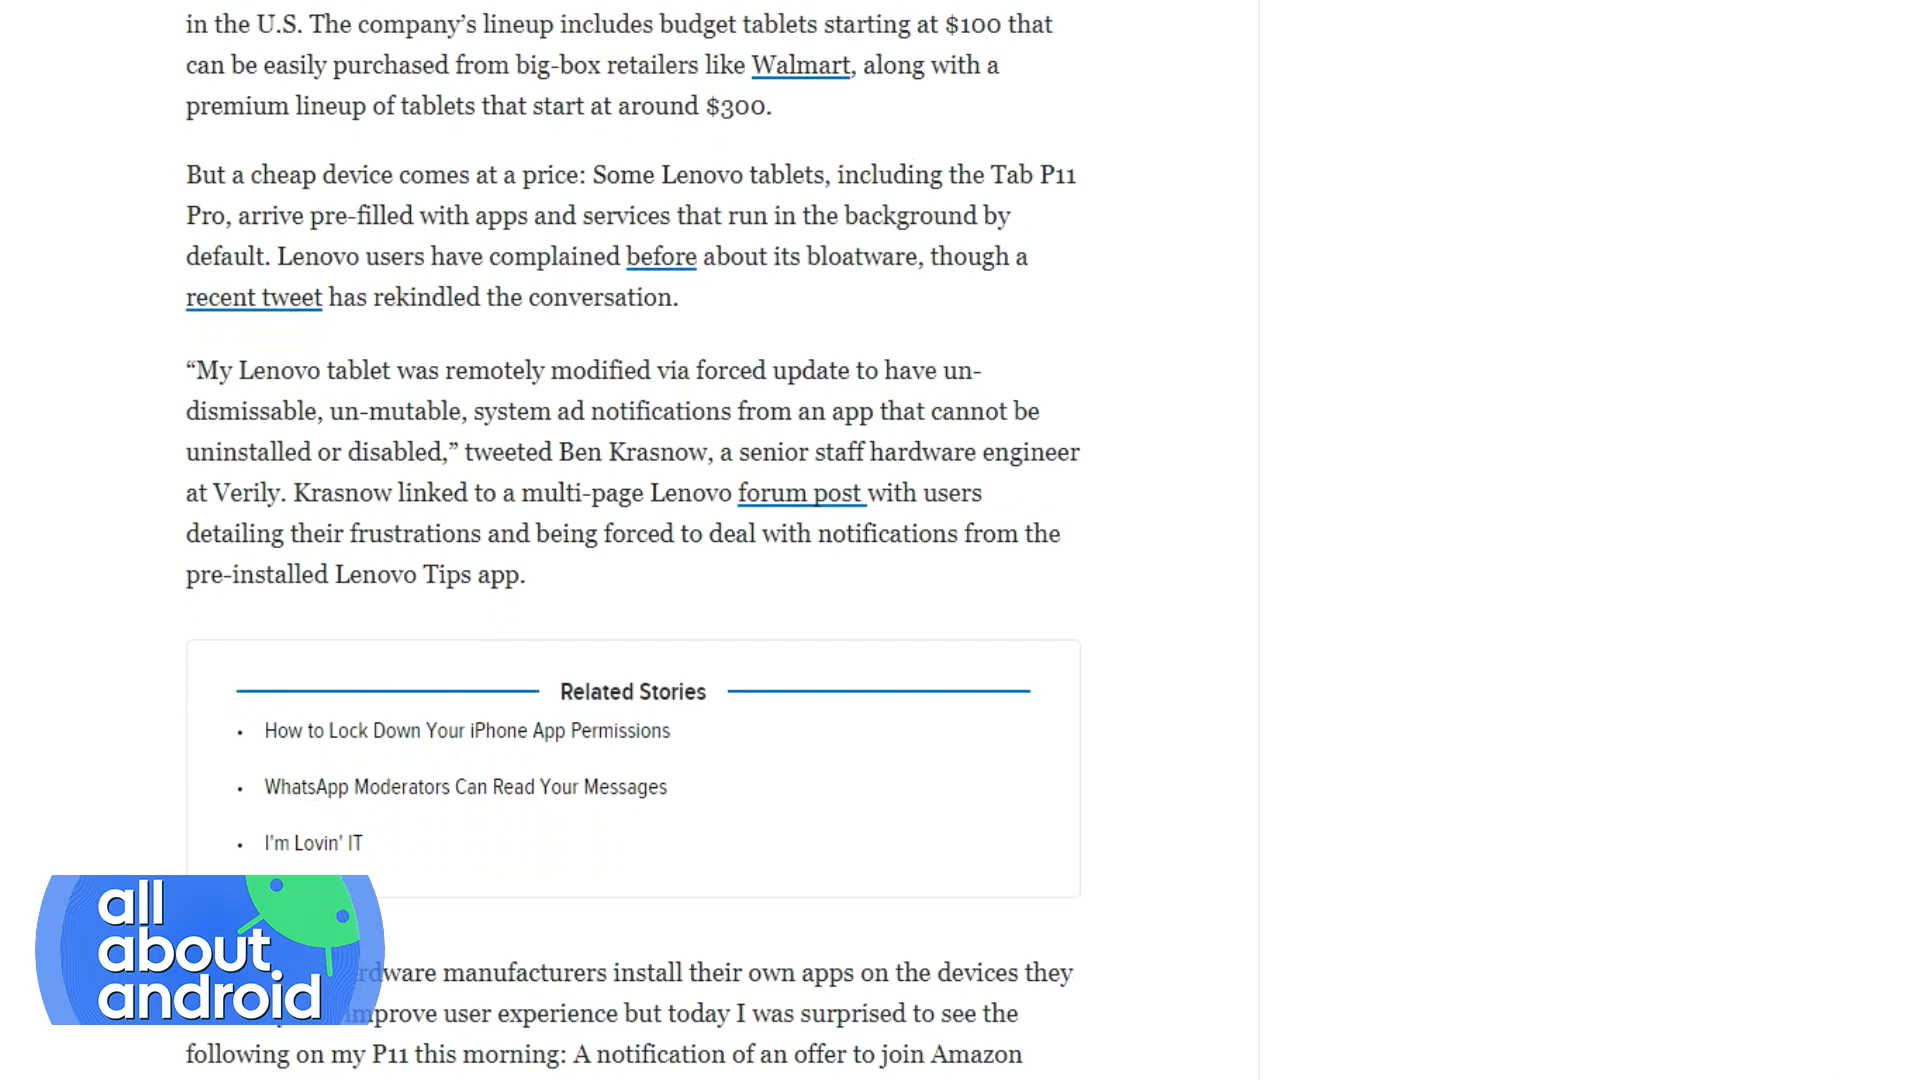 in the U.S. The company’s lineup includes budget tablets starting at $100 that
can be easily purchased from big-box retailers like Walmart, along with a
premium lineup of tablets that start at around $300.
But a cheap device comes at a price: Some Lenovo tablets, including the Tab P11
Pro, arrive pre-filled with apps and services that run in the background by
default. Lenovo users have complained before about its bloatware, though a
recent tweet has rekindled the conversation.
“My Lenovo tablet was remotely modified via forced update to have un-
dismissable, un-mutable, system ad notifications from an app that cannot be
uninstalled or disabled,” tweeted Ben Krasnow, a senior staff hardware engineer
at Verily. Krasnow linked to a multi-page Lenovo forum post with users
detailing their frustrations and being forced to deal with notifications from the
pre-installed Lenovo Tips app.
Related Stories
• How to Lock Down Your iPhone App Permissions
• WhatsApp Moderators Can Read Your Messages
• I'm Lovin' IT
all
about
android
manufacturers install their own apps on the devices they
improve user experience but today I was surprised to see the
following on my P11 this morning: A notification of an offer to join Amazon